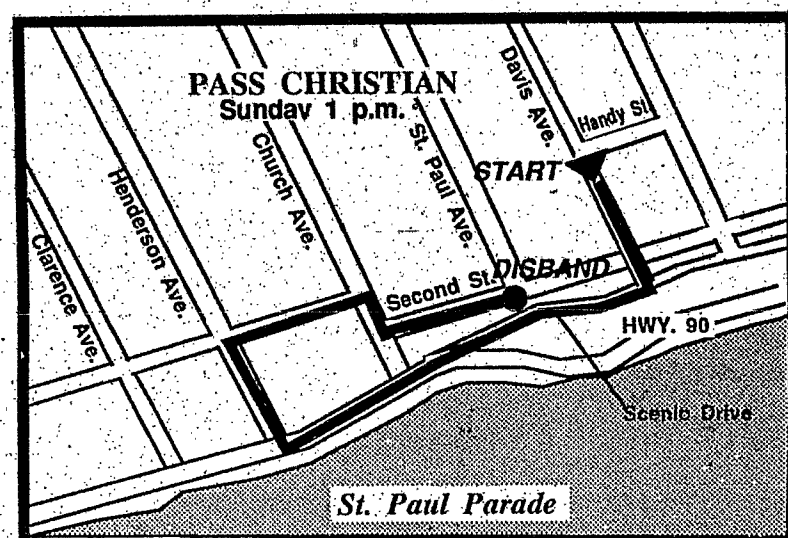 PASS CHRISTIAN
Sunday 1 p.m.
Davis Ave.
Handy St.
St. Paul Ave.
START
Church Ave.
Henderson Ave.
Clarence Ave.
DISBAND
Second St.
HWY. 90
Scenic Drive
St. Paul Parade